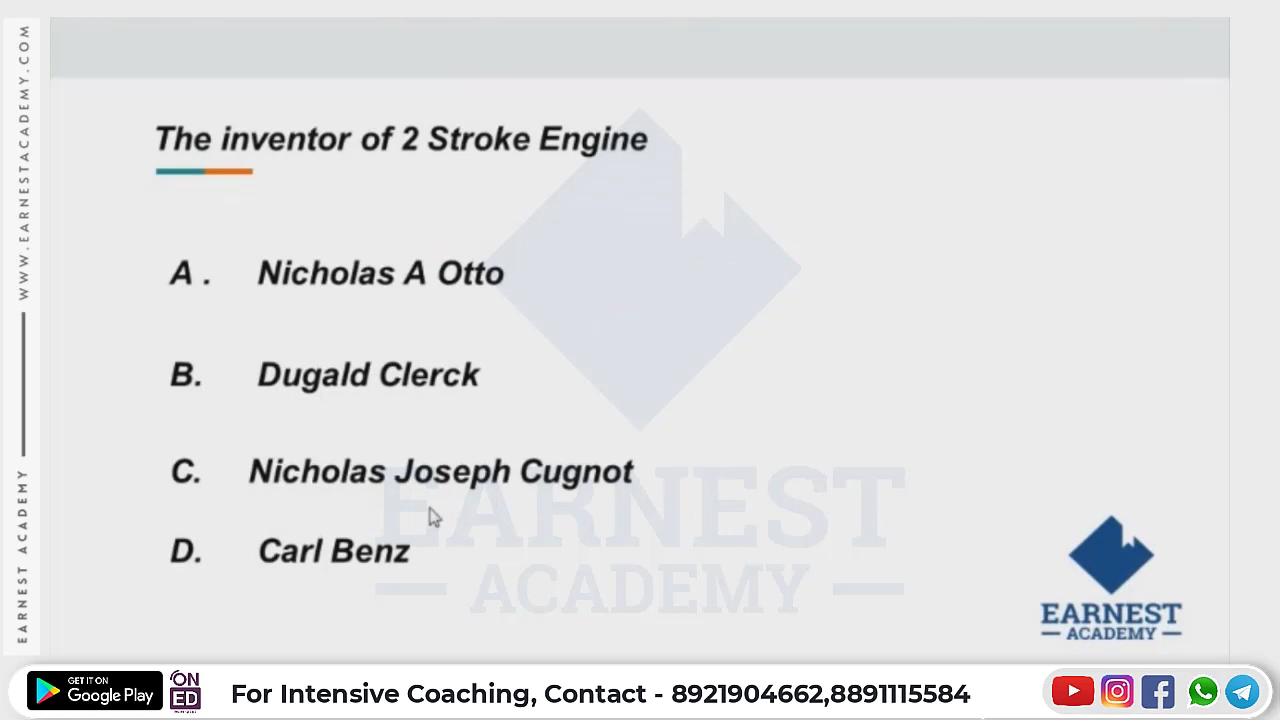 WWW.EARNESTACADEMY.COM
EARNEST ACADEMY
The inventor of 2 Stroke Engine
A . Nicholas A Otto
B. Dugald Clerck
C. Nicholas Joseph Cugnot
D. Carl Benz
EARNEST
ACADEMY
EARNEST
ACADEMY
GET IT ON
Google Play
ON
ED
For Intensive Coaching, Contact - 8921904662,8891115584